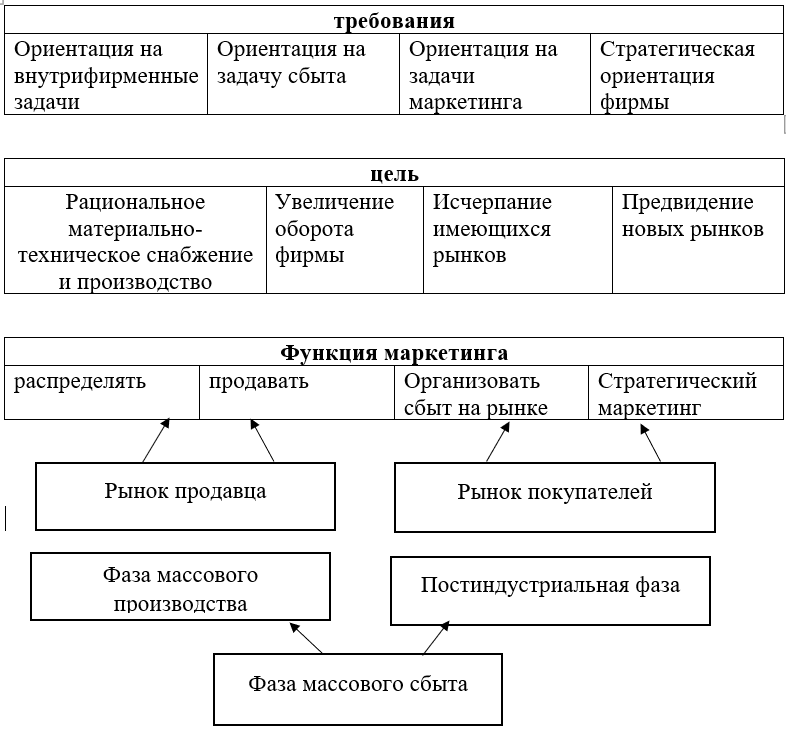 требования
Ориентация на
внутрифирменные
задачи
Ориентация на
задачу сбыта
Ориентация на
задачи
маркетинга
Стратегическая
ориентация
фирмы
цель
Рациональное
материально-
техническое снабжение
и производство
Увеличение
оборота
фирмы
Исчерпание
имеющихся
рынков
Предвидение
новых рынков
Функция маркетинга
распределять
продавать
Организовать
сбыт на рынке
Стратегический
маркетинг
Рынок продавца
Рынок покупателей
Фаза массового
производства
Постиндустриальная фаза
Фаза массового сбыта